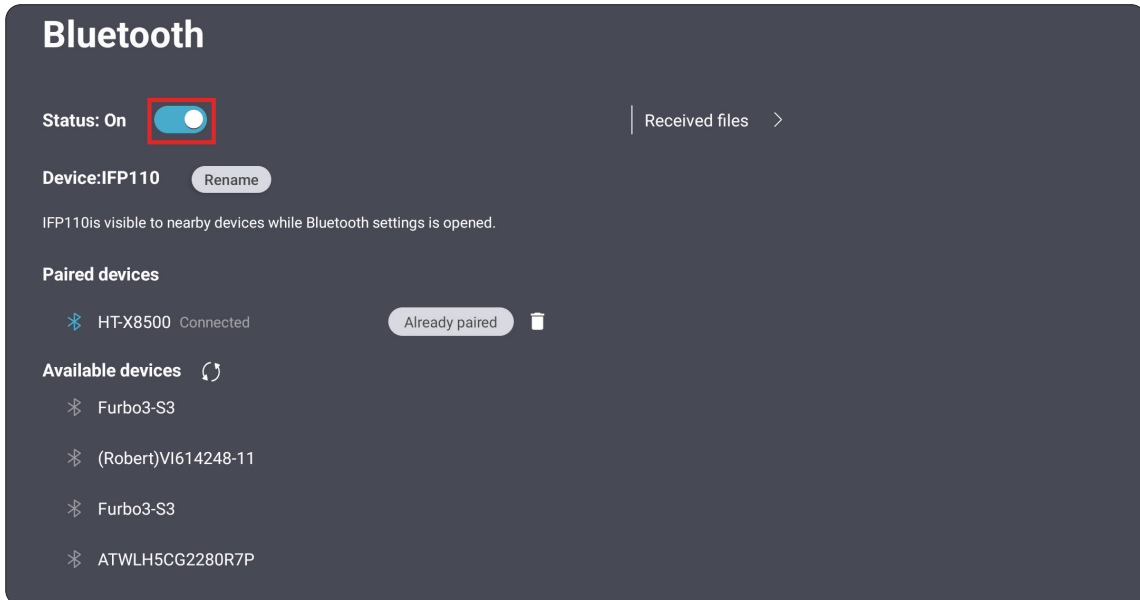 Bluetooth
Status: On
Received files
Device:IFP110
Rename
IFP110is visible to nearby devices while Bluetooth settings is opened.
Paired devices
HT-X8500 Connected
Already paired
Available devices
Furbo3-S3
(Robert)VI614248-11
Furbo3-S3
ATWLH5CG2280R7P